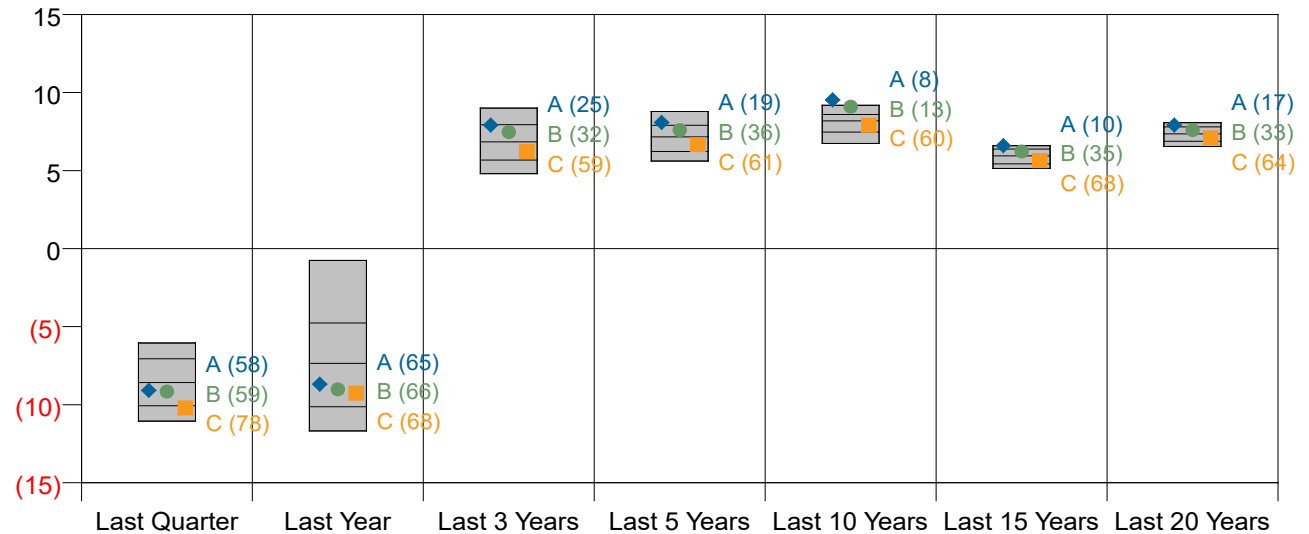 15
10
5
0
(5)
(10)
(15)
A (58)
B (59)
C (78)
A (65)
B (66)
C (68)
A (25)
B (32)
C (59)
A (19)
B (36)
C (61)
A (8)
B (13)
C (60)
A (10)
B (35)
C (68)
A (17)
B (33)
C (64)
Last Quarter
Last Year
Last 3 Years
Last 5 Years
Last 10 Years
Last 15 Years
Last 20 Years